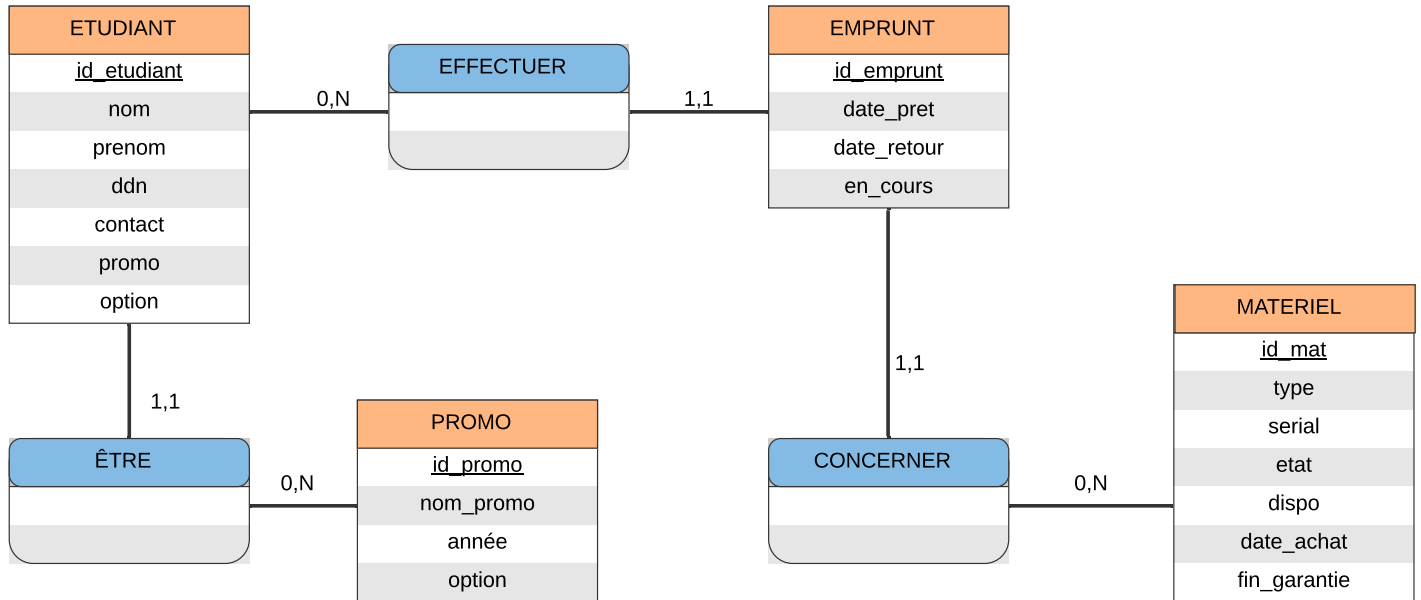 ETUDIANT
id_etudiant
nom
prenom
ddn
contact
promo
option
0,N
EFFECTUER
1,1
EMPRUNT
id_emprunt
date_pret
date_retour
en_cours
1,1
ÊTRE
0,N
PROMO
id_promo
nom_promo
année
option
1,1
CONCERNER
0,N
MATERIEL
id_mat
type
serial
etat
dispo
date_achat
fin_garantie